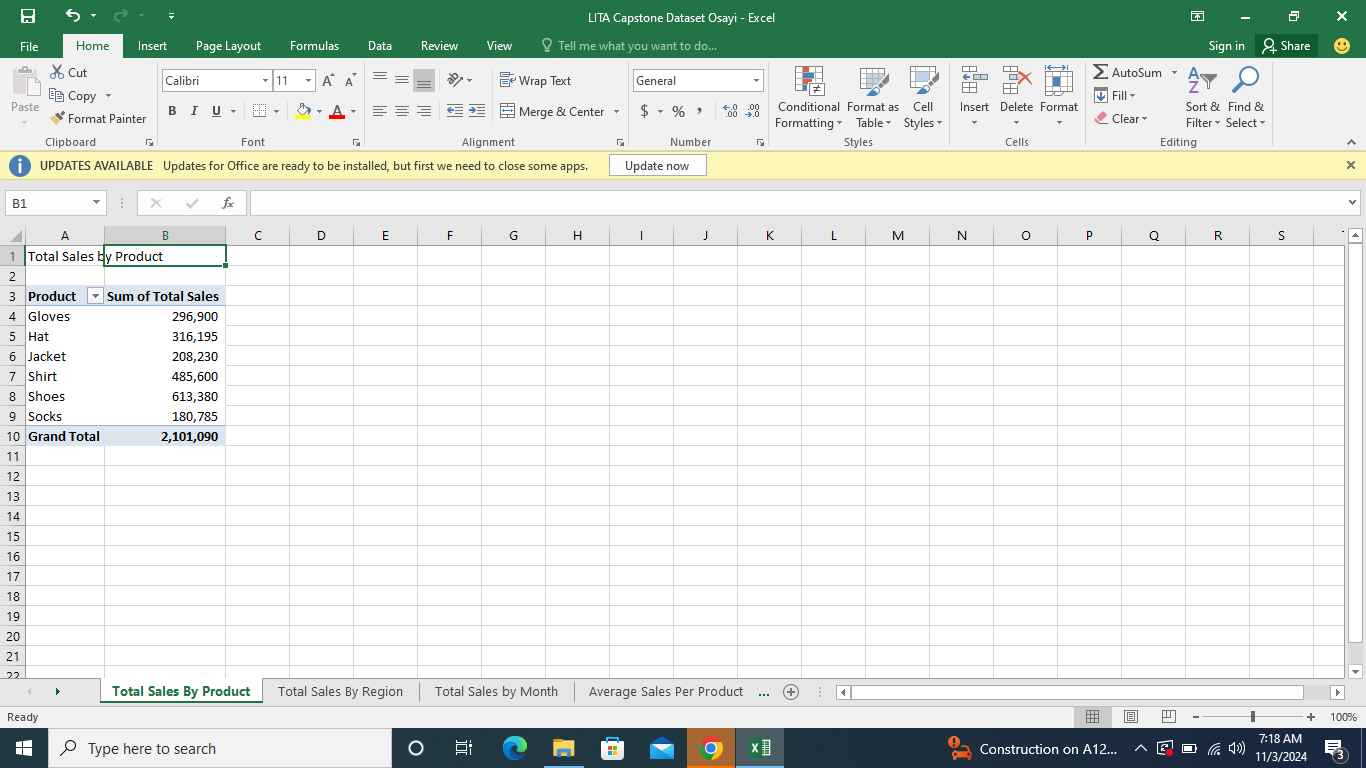 LITA Capstone Dataset Osayi - Excel
File Home Insert Page Layout Formulas Data Review View Tell me what you want to do... Sign in Share
Paste
Cut
Copy
Format Painter
Clipboard
Calibri 11
B I U
Font
Wrap Text
Merge & Center
Alignment
General
$ % ,
Number
Conditional Formatting
Format as Table
Cell Styles
Styles
Insert Delete Format
Cells
AutoSum
Fill
Clear
Sort & Filter
Find & Select
Editing
UPDATES AVAILABLE Updates for Office are ready to be installed, but first we need to close some apps. Update now
B1 fx
A B C D E F G H I J K L M N O P Q R S
1 Total Sales by Product
2
3 Product Sum of Total Sales
4 Gloves 296,900
5 Hat 316,195
6 Jacket 208,230
7 Shirt 485,600
8 Shoes 613,380
9 Socks 180,785
10 Grand Total 2,101,090
11
12
13
14
15
16
17
18
19
20
21
22
Total Sales By Product Total Sales By Region Total Sales by Month Average Sales Per Product ...
Ready 100%
Type here to search Construction on A12... 7:18 AM
11/3/2024 3